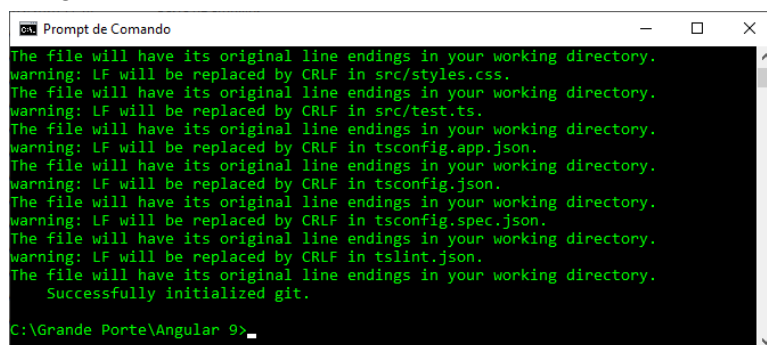 Prompt de Comando
The file will have its original line endings in your working directory.
warning: LF will be replaced by CRLF in src/styles.css.
The file will have its original line endings in your working directory.
warning: LF will be replaced by CRLF in src/test.ts.
The file will have its original line endings in your working directory.
warning: LF will be replaced by CRLF in tsconfig.app.json.
The file will have its original line endings in your working directory.
warning: LF will be replaced by CRLF in tsconfig.json.
The file will have its original line endings in your working directory.
warning: LF will be replaced by CRLF in tsconfig.spec.json.
The file will have its original line endings in your working directory.
warning: LF will be replaced by CRLF in tslint.json.
The file will have its original line endings in your working directory.
    Successfully initialized git.
C:\Grande Porte\Angular 9>